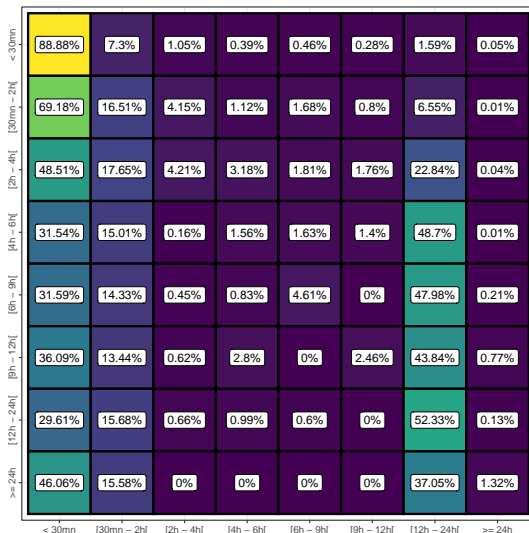 < 30mn 88.88% 7.3% 1.05% 0.39% 0.46% 0.28% 1.59% 0.05%
[30mn − 2h[ 69.18% 16.51% 4.15% 1.12% 1.68% 0.8% 6.55% 0.01%
[2h − 4h[ 48.51% 17.65% 4.21% 3.18% 1.81% 1.76% 22.84% 0.04%
[4h − 6h[ 31.54% 15.01% 0.16% 1.56% 1.63% 1.4% 48.7% 0.01%
[6h − 9h[ 31.59% 14.33% 0.45% 0.83% 4.61% 0% 47.98% 0.21%
[9h − 12h[ 36.09% 13.44% 0.62% 2.8% 0% 2.46% 43.84% 0.77%
[12h − 24h[ 29.61% 15.68% 0.66% 0.99% 0.6% 0% 52.33% 0.13%
>= 24h 46.06% 15.58% 0% 0% 0% 0% 37.05% 1.32%
< 30mn [30mn − 2h[ [2h − 4h[ [4h − 6h[ [6h − 9h[ [9h − 12h[ [12h − 24h[ >= 24h